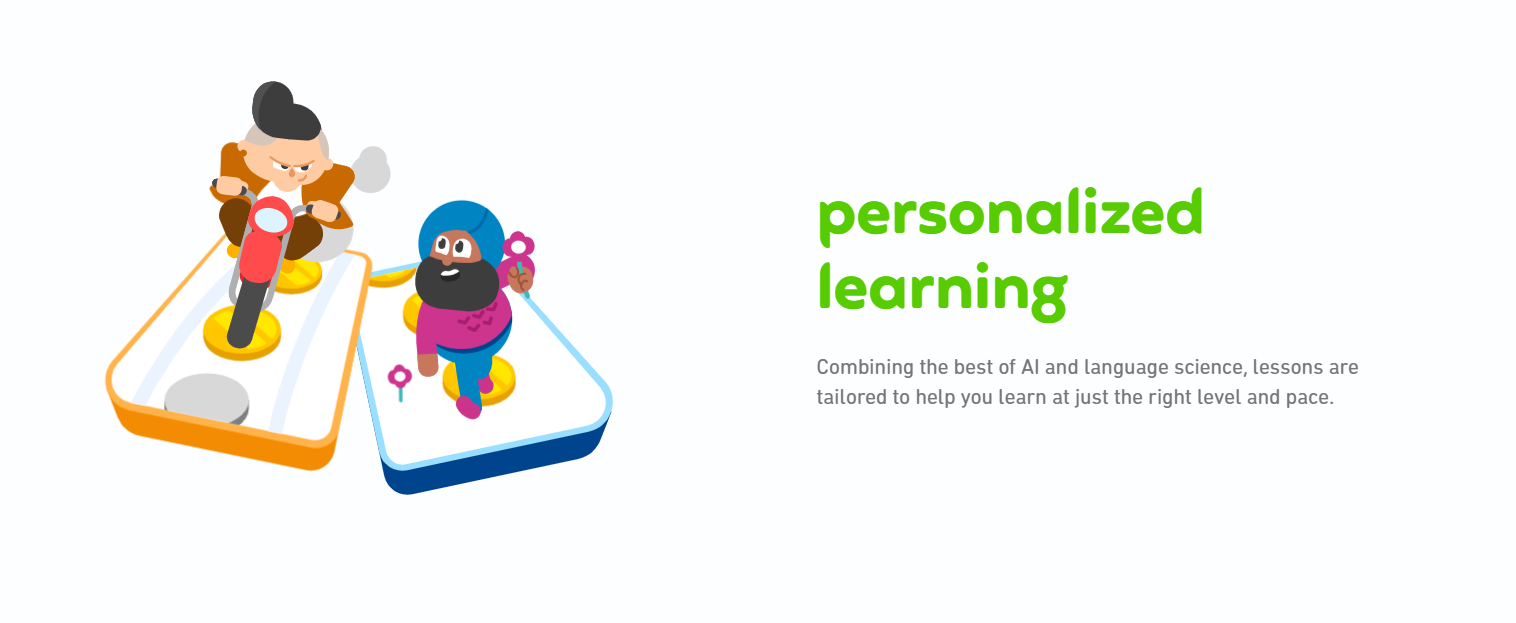 personalized
learning
Combining the best of AI and language science, lessons are
tailored to help you learn at just the right level and pace.